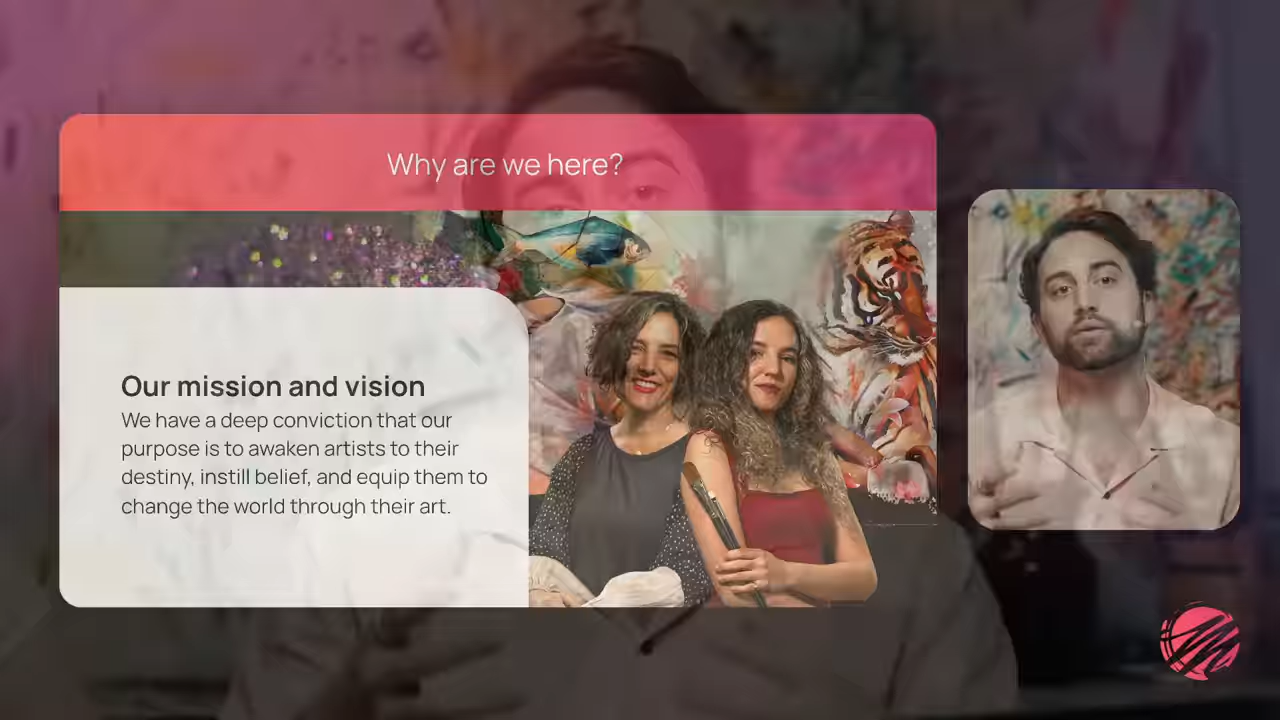 Why are we here?
Our mission and vision
We have a deep conviction that our
purpose is to awaken artists to their
destiny, instill belief, and equip them to
change the world through their art.